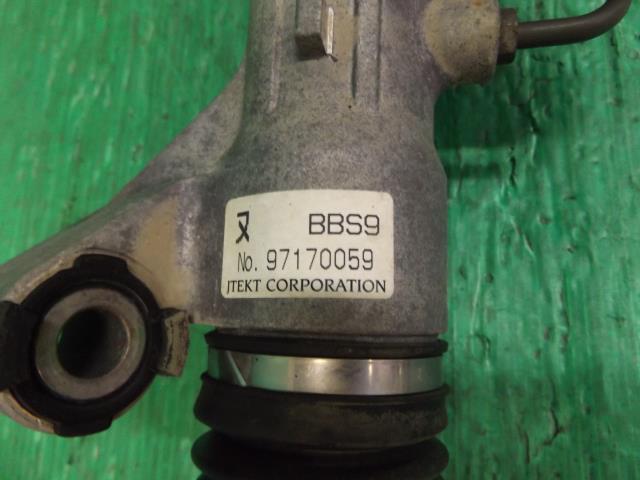 BBS9
No. 97170059
JTEKT CORPORATION